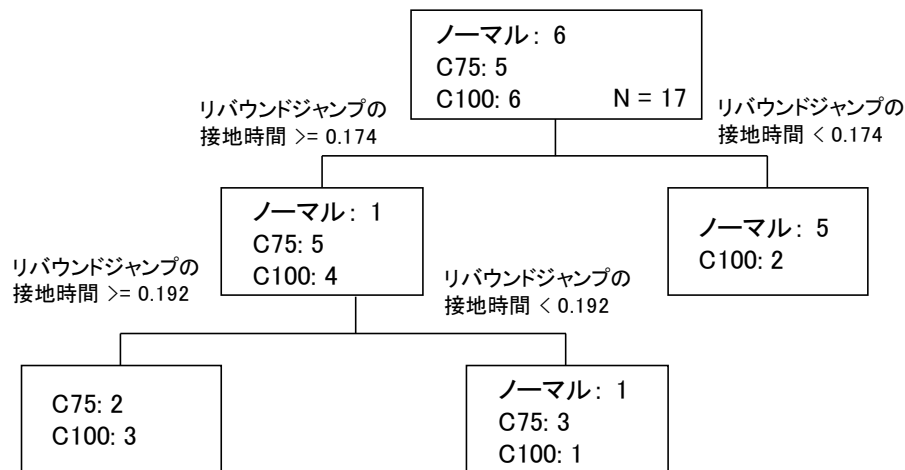 ノーマル: 6
C75: 5
C100: 6 N = 17
リバウンドジャンプの
接地時間 >= 0.174
リバウンドジャンプの
接地時間 < 0.174
ノーマル: 1
C75: 5
C100: 4
ノーマル: 5
C100: 2
リバウンドジャンプの
接地時間 >= 0.192
リバウンドジャンプの
接地時間 < 0.192
C75: 2
C100: 3
ノーマル: 1
C75: 3
C100: 1